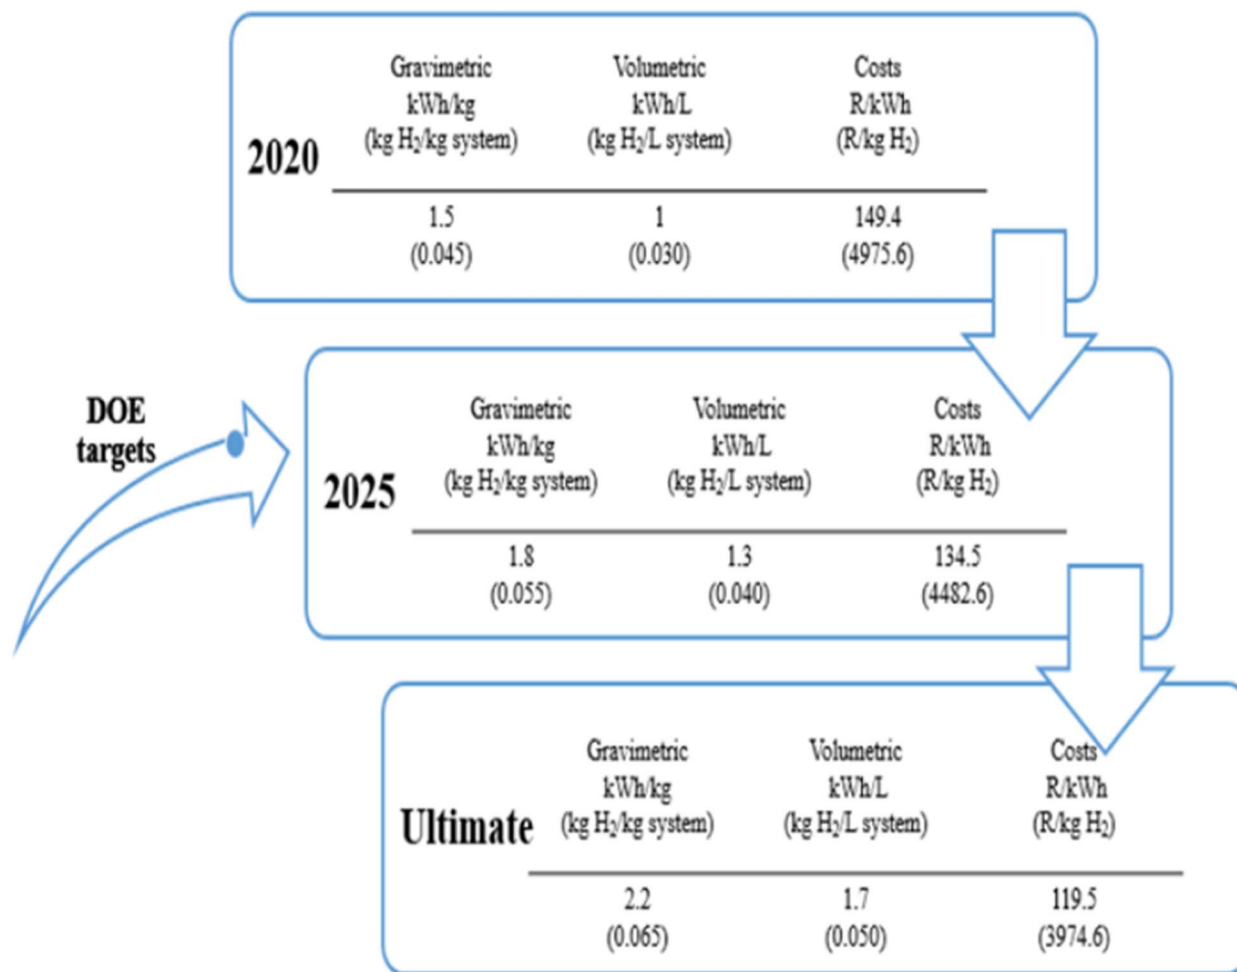 Gravimetric Volumetric Costs
kWh/kg kWh/L R/kWh
(kg H₂/kg system) (kg H₂/L system) (R/kg H₂)
2020
1.5 1 149.4
(0.045) (0.030) (4975.6)
DOE
targets
Gravimetric Volumetric Costs
kWh/kg kWh/L R/kWh
(kg H₂/kg system) (kg H₂/L system) (R/kg H₂)
2025
1.8 1.3 134.5
(0.055) (0.040) (4482.6)
Gravimetric Volumetric Costs
kWh/kg kWh/L R/kWh
(kg H₂/kg system) (kg H₂/L system) (R/kg H₂)
Ultimate
2.2 1.7 119.5
(0.065) (0.050) (3974.6)